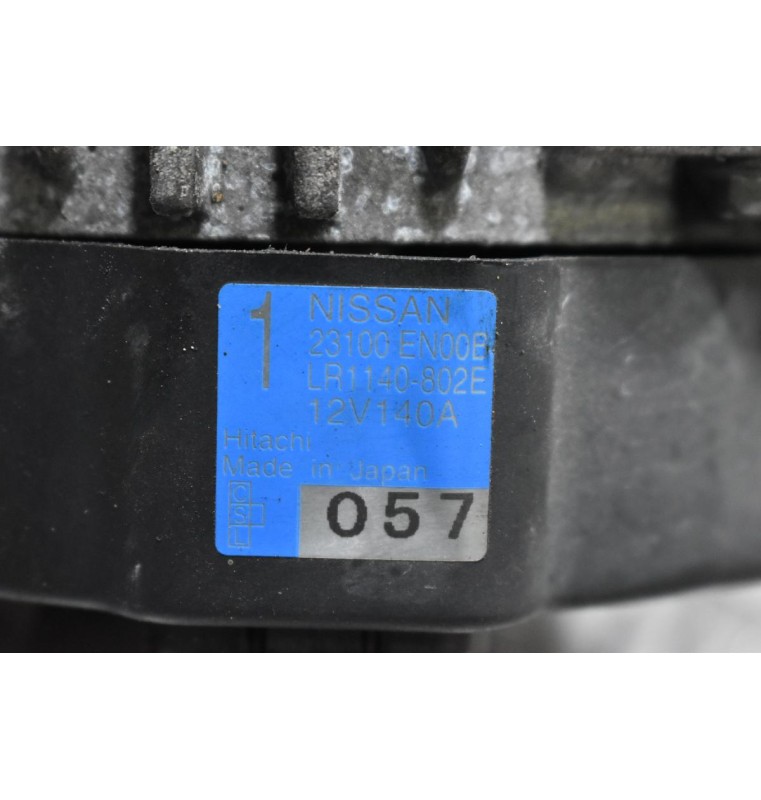 1
NISSAN
23100 EN00B
LR1140-802E
12V140A
Hitachi
Made in Japan
C
S
L
057